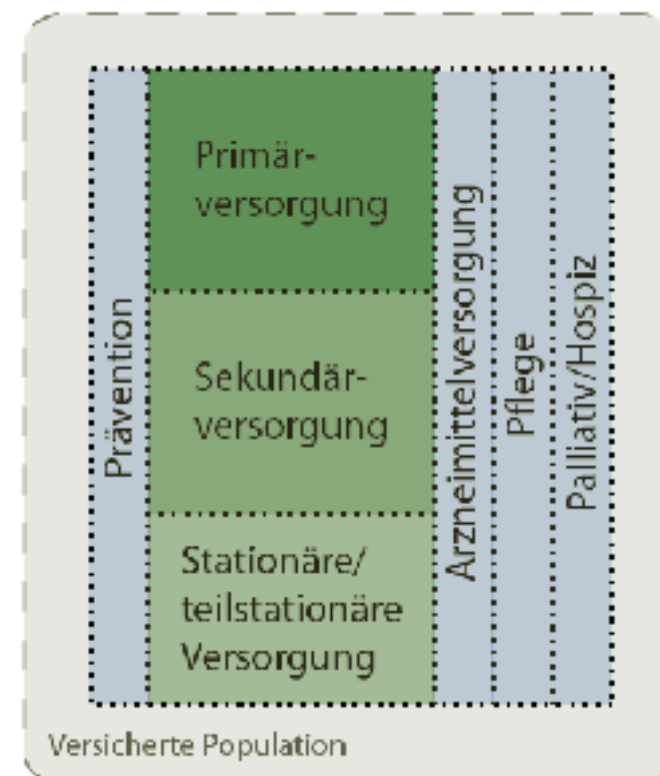 Prävention
Primär-
versorgung
Sekundär-
versorgung
Stationäre/
teilstationäre
Versorgung
Arzneimittelversorgung
Pflege
Palliativ/Hospiz
Versicherte Population